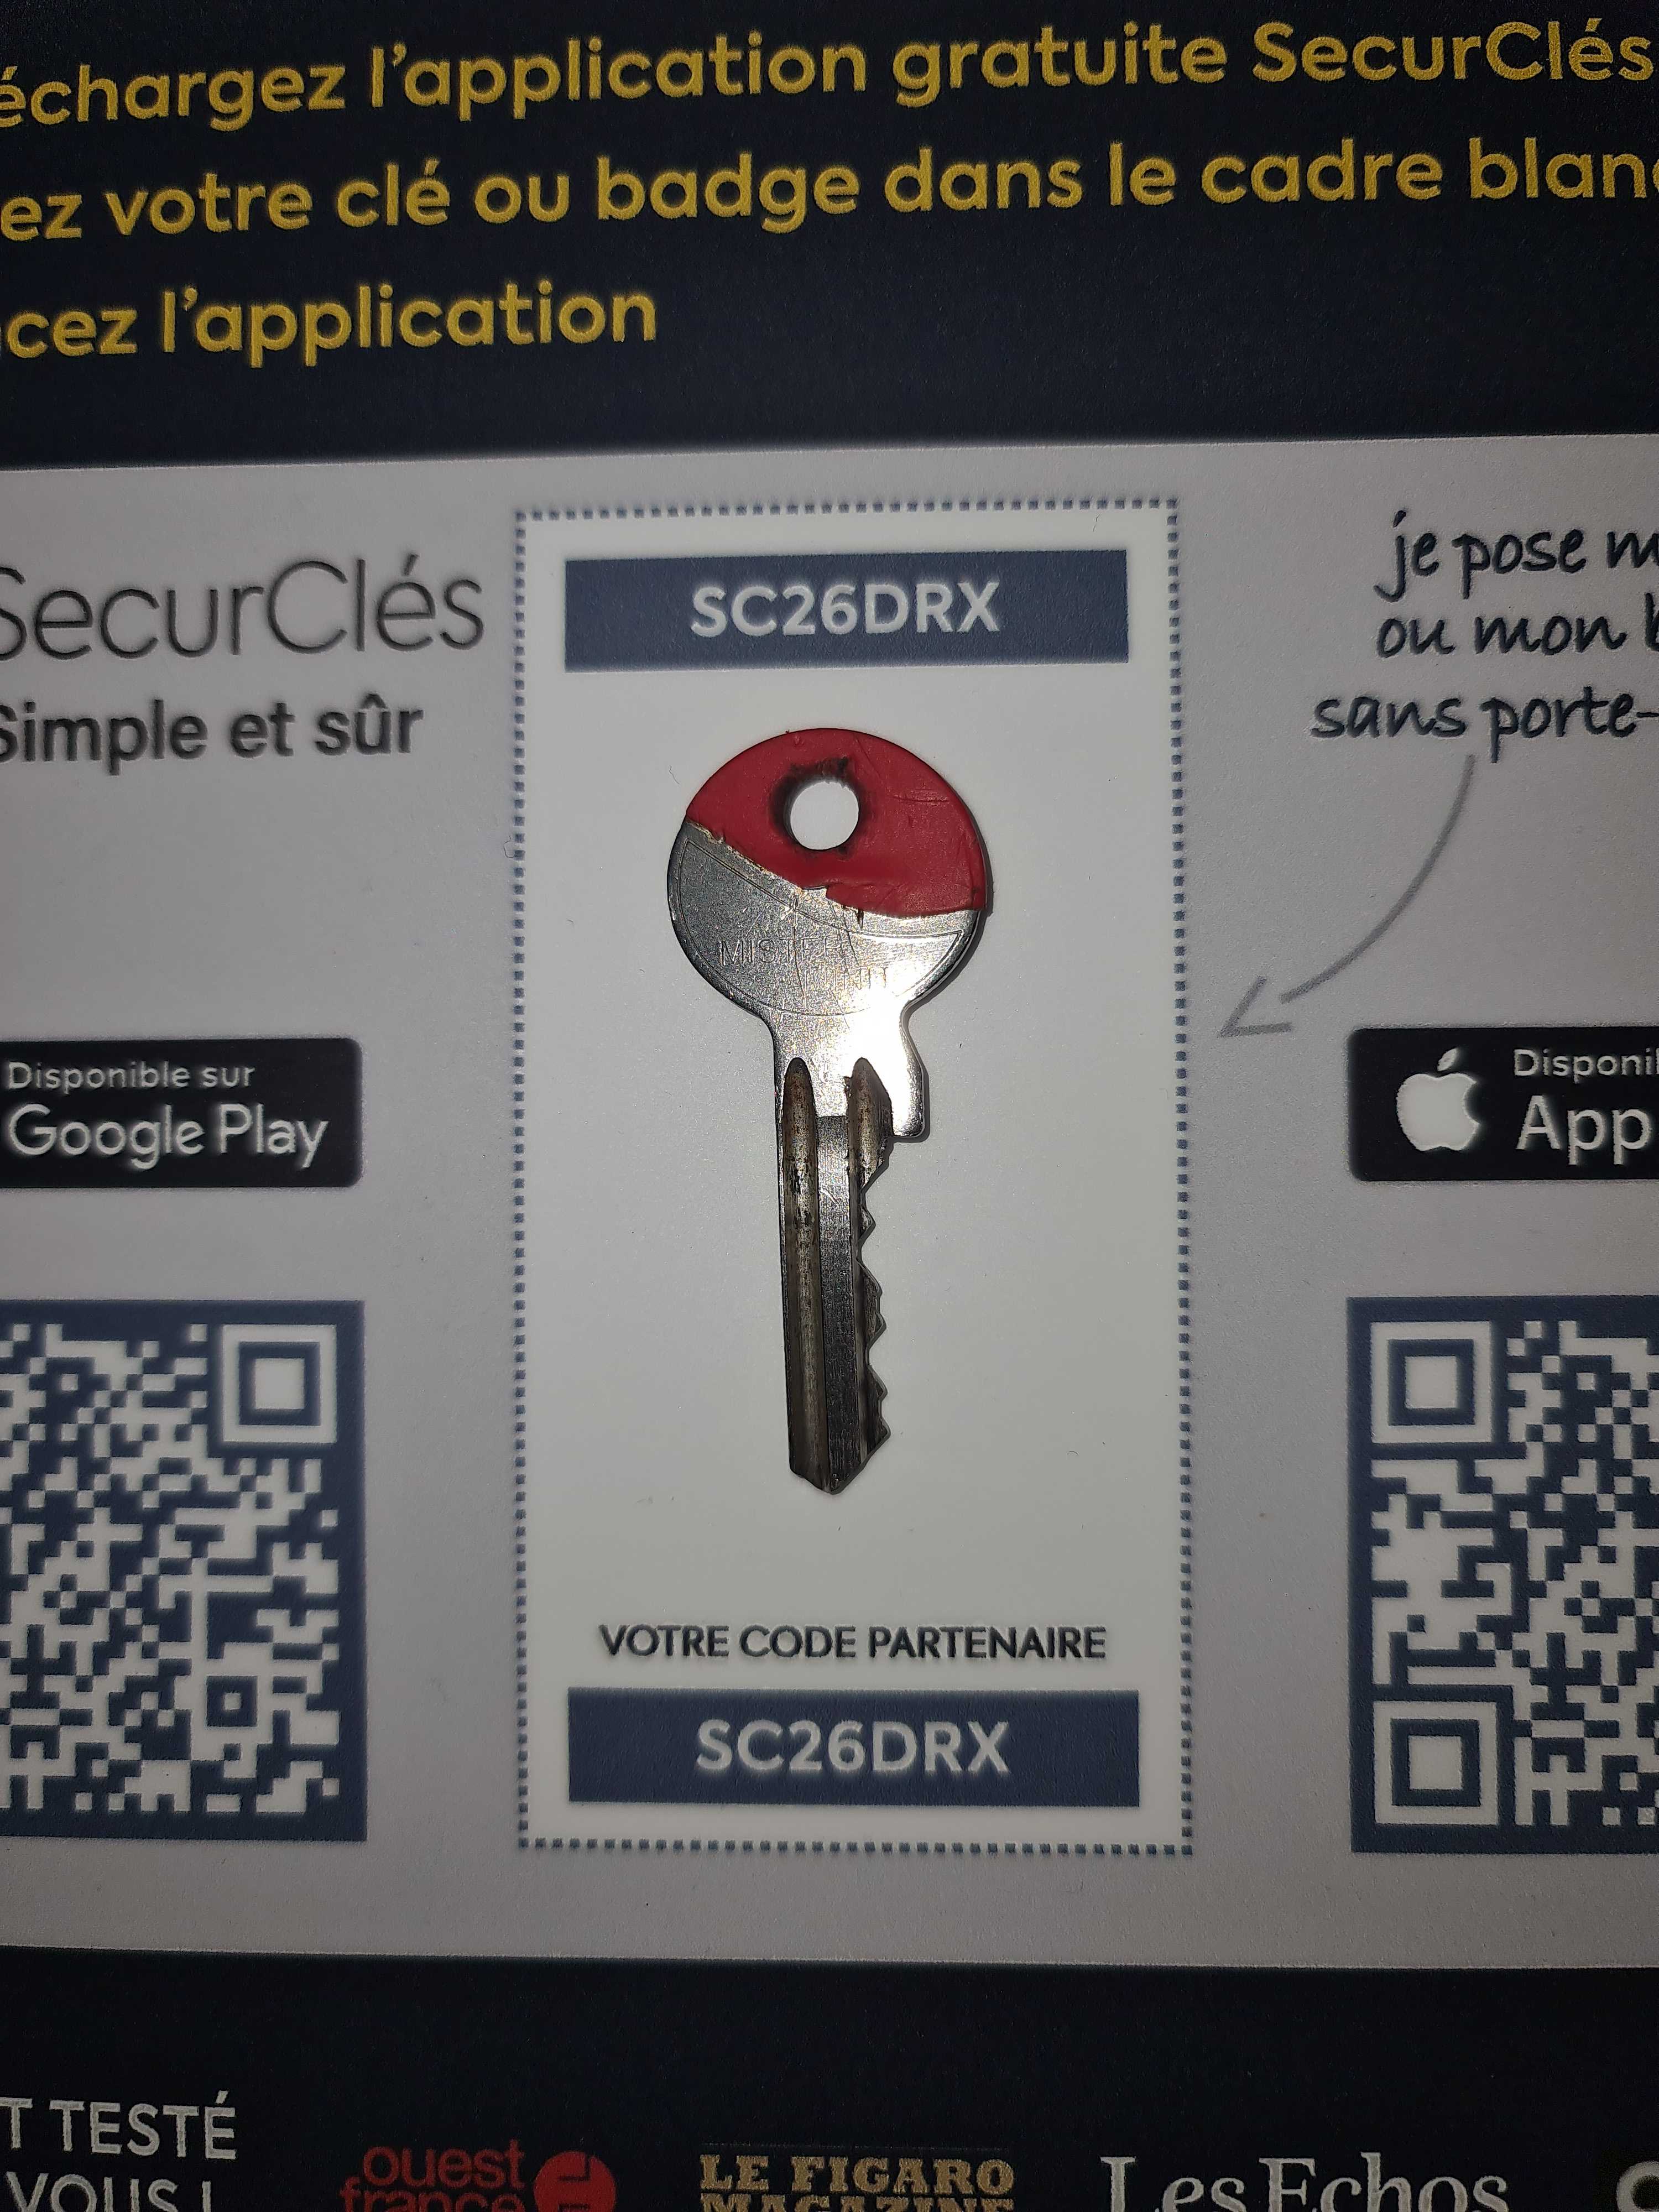 échargez l'application gratuite SecurClés
ez votre clé ou badge dans le cadre blanc
cez l'application
SecurClés
Simple et sûr
SC26DRX
je pose m
ou mon b
sans porte-
MISTER
MINIT
Disponible sur
Google Play
Disponibl
App
VOTRE CODE PARTENAIRE
SC26DRX
T TESTÉ
VOUS !
ouest
france
LE FIGARO
MAGAZINE
Les Echos